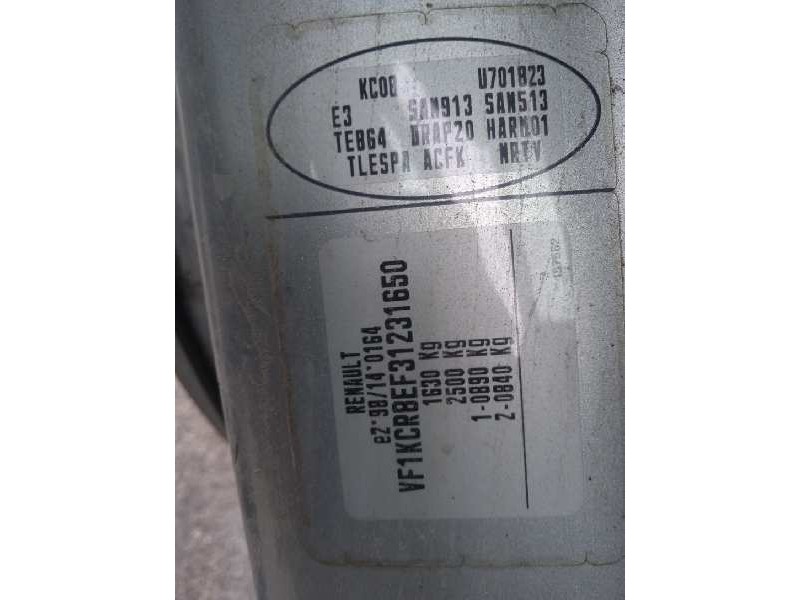 KC08 U701823
E3 SAN913 SAN513
TEB64 DRAP20 HARM01
TLESPA ACFK NRTV
RENAULT
e2*98/14*0164
VF1KCR8EF31231650
1630 Kg
2500 Kg
1-0890 Kg
2-0840 Kg